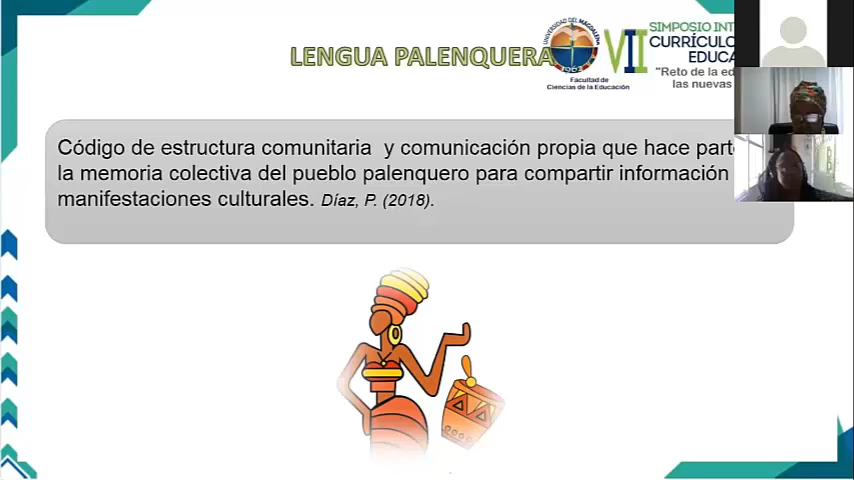 LENGUA PALENQUERA
UNIVERSIDAD DEL MAGDALENA
1962
Facultad de
Ciencias de la Educación
VII
SIMPOSIO INT
CURRÍCULO
EDUCA
"Reto de la ed
las nuevas
Código de estructura comunitaria y comunicación propia que hace part
la memoria colectiva del pueblo palenquero para compartir información
manifestaciones culturales. Díaz, P. (2018).